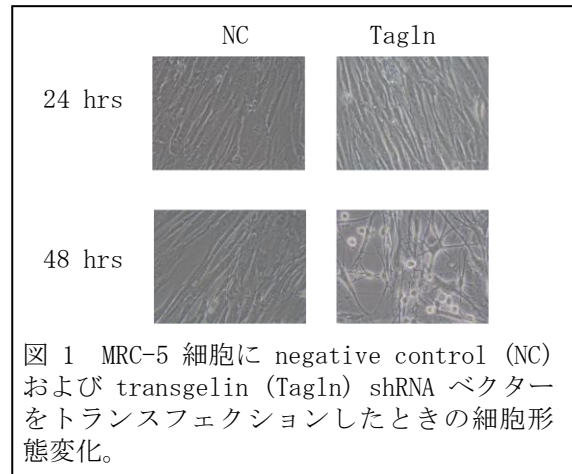 NC Tagln
24 hrs
48 hrs
図 1 MRC-5 細胞に negative control (NC)
および transgelin (Tagln) shRNA ベクター
をトランスフェクションしたときの細胞形
態変化。